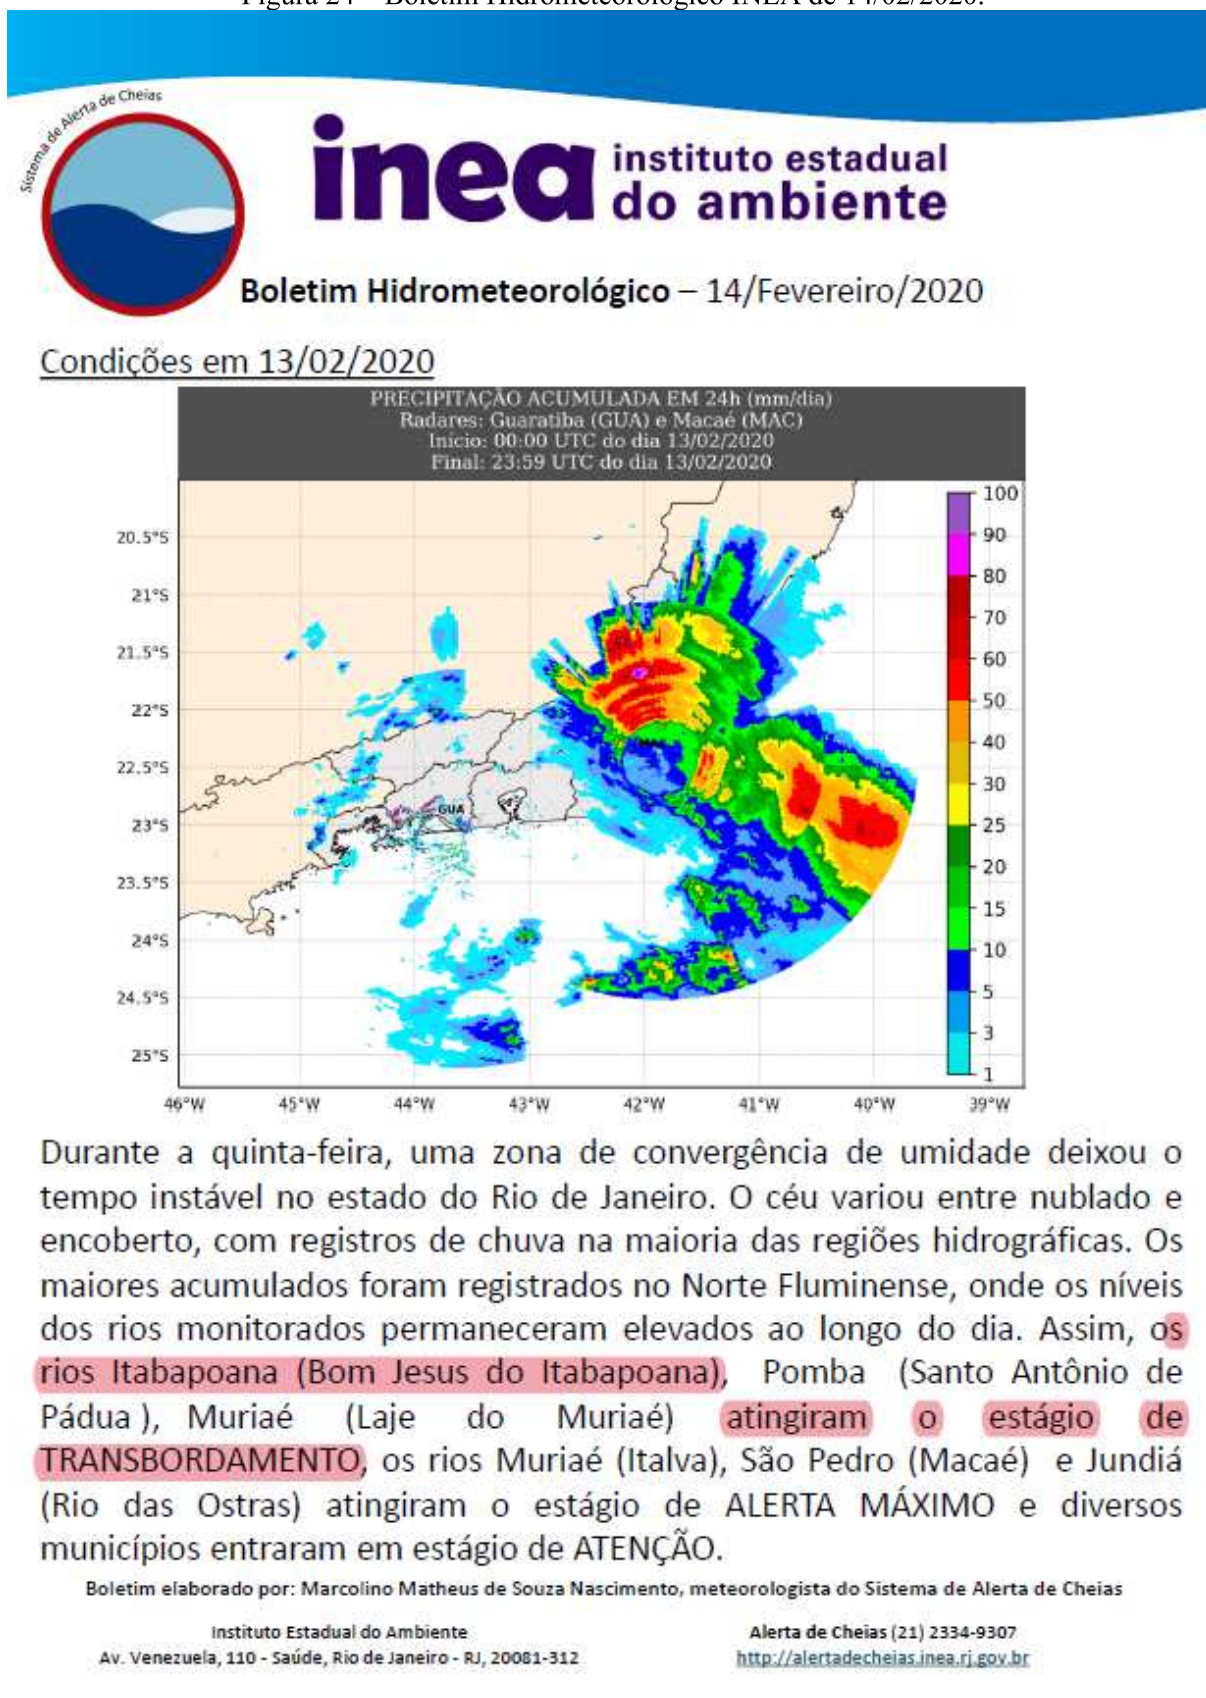 Figura 24 – Boletim Hidrometeorológico INEA de 14/02/2020.
Sistema de Alerta de Cheias
inea instituto estadual
do ambiente
Boletim Hidrometeorológico – 14/Fevereiro/2020
Condições em 13/02/2020
PRECIPITAÇÃO ACUMULADA EM 24h (mm/dia)
Radares: Guaratiba (GUA) e Macaé (MAC)
Início: 00:00 UTC do dia 13/02/2020
Final: 23:59 UTC do dia 13/02/2020
100
90
80
70
60
50
40
30
25
20
15
10
5
3
1
20.5°S
21°S
21.5°S
22°S
22.5°S
23°S
23.5°S
24°S
24.5°S
25°S
GUA
46°W 45°W 44°W 43°W 42°W 41°W 40°W 39°W
Durante a quinta-feira, uma zona de convergência de umidade deixou o
tempo instável no estado do Rio de Janeiro. O céu variou entre nublado e
encoberto, com registros de chuva na maioria das regiões hidrográficas. Os
maiores acumulados foram registrados no Norte Fluminense, onde os níveis
dos rios monitorados permaneceram elevados ao longo do dia. Assim, os
rios Itabapoana (Bom Jesus do Itabapoana), Pomba (Santo Antônio de
Pádua ), Muriaé (Laje do Muriaé) atingiram o estágio de
TRANSBORDAMENTO, os rios Muriaé (Italva), São Pedro (Macaé) e Jundiá
(Rio das Ostras) atingiram o estágio de ALERTA MÁXIMO e diversos
municípios entraram em estágio de ATENÇÃO.
Boletim elaborado por: Marcolino Matheus de Souza Nascimento, meteorologista do Sistema de Alerta de Cheias
Instituto Estadual do Ambiente
Av. Venezuela, 110 - Saúde, Rio de Janeiro - RJ, 20081-312
Alerta de Cheias (21) 2334-9307
http://alertadecheias.inea.rj.gov.br